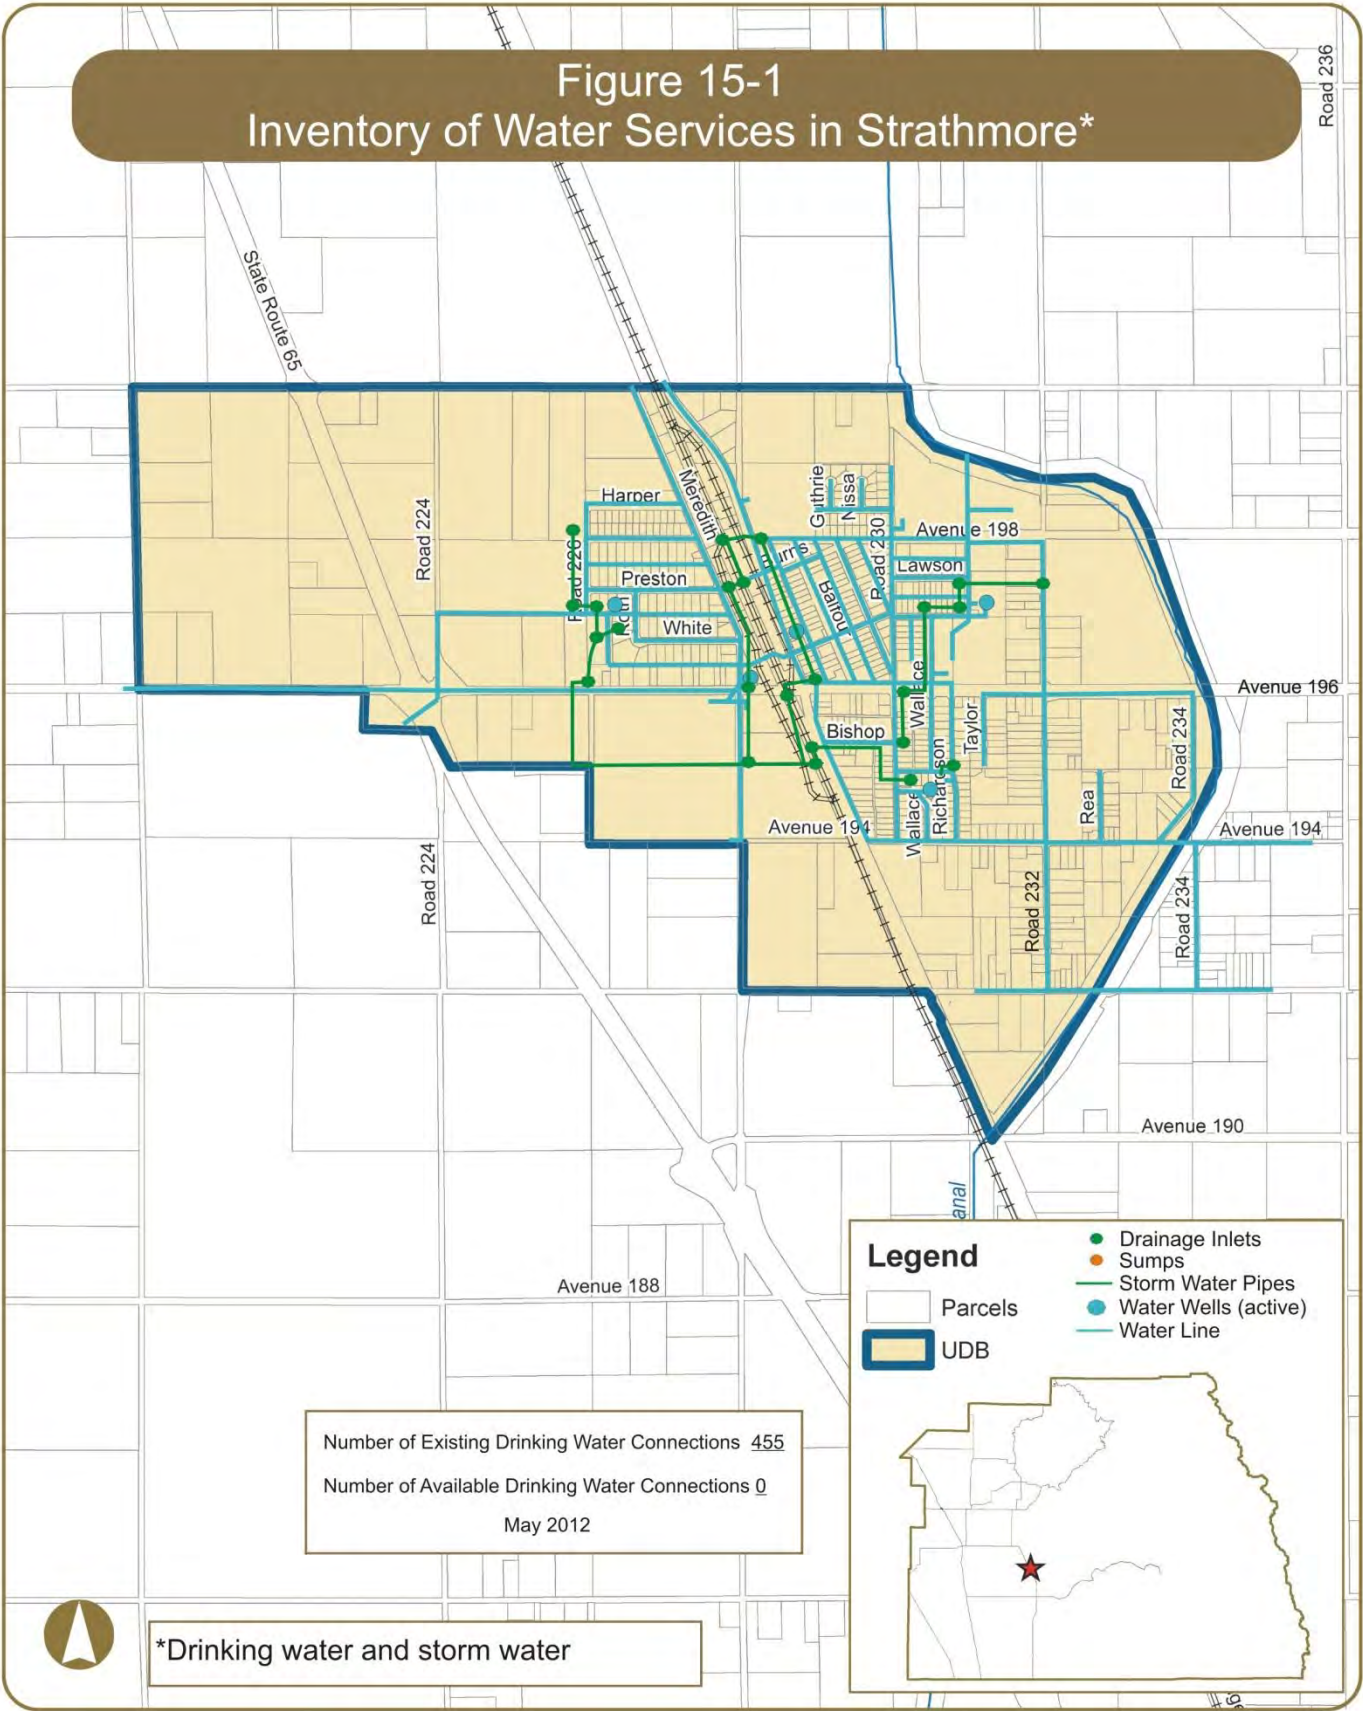 Figure 15-1
Inventory of Water Services in Strathmore*
Road 236
State Route 65
Harper
Meredith
Guthrie
Nissa
Road 224
Road 230
Avenue 198
Lawson
Preston
Balfour
White
Wallace
Avenue 196
Bishop
Taylor
Road 234
Richardson
Rea
Wallace
Avenue 194
Avenue 194
Road 224
Road 232
Road 234
Avenue 190
anal
Avenue 188
Legend
Parcels
UDB
Drainage Inlets
Sumps
Storm Water Pipes
Water Wells (active)
Water Line
Number of Existing Drinking Water Connections 455
Number of Available Drinking Water Connections 0
May 2012
*Drinking water and storm water